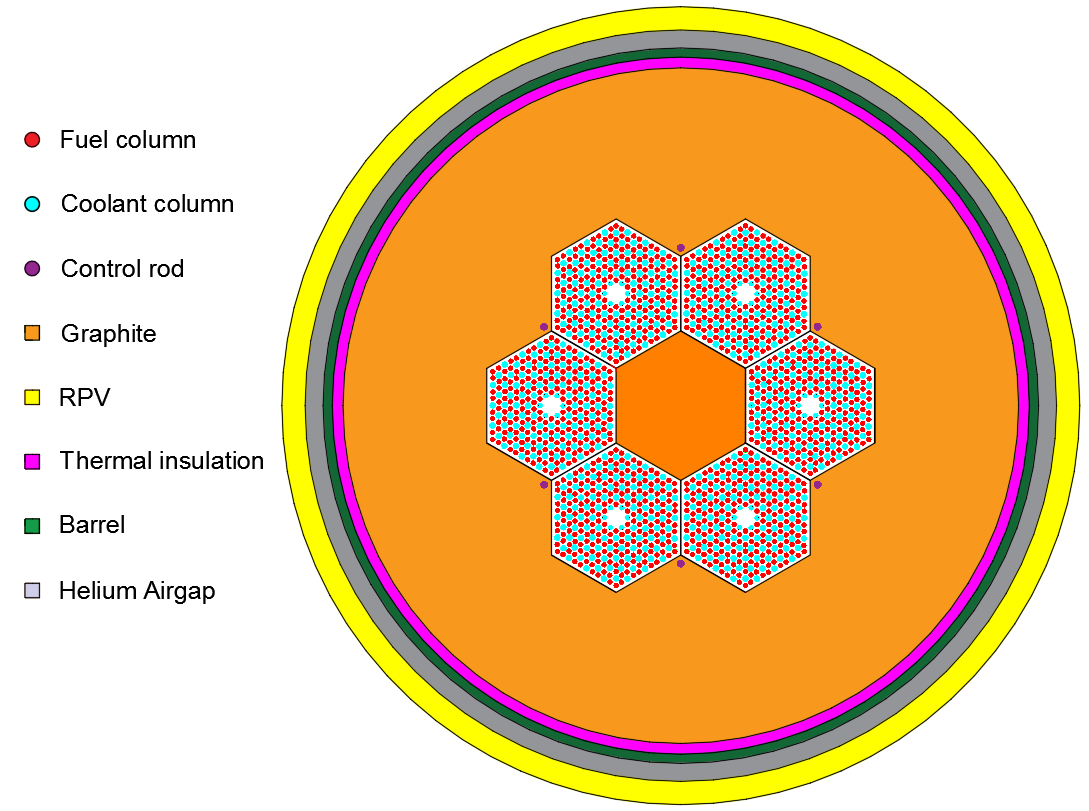 Fuel column
Coolant column
Control rod
Graphite
RPV
Thermal insulation
Barrel
Helium Airgap